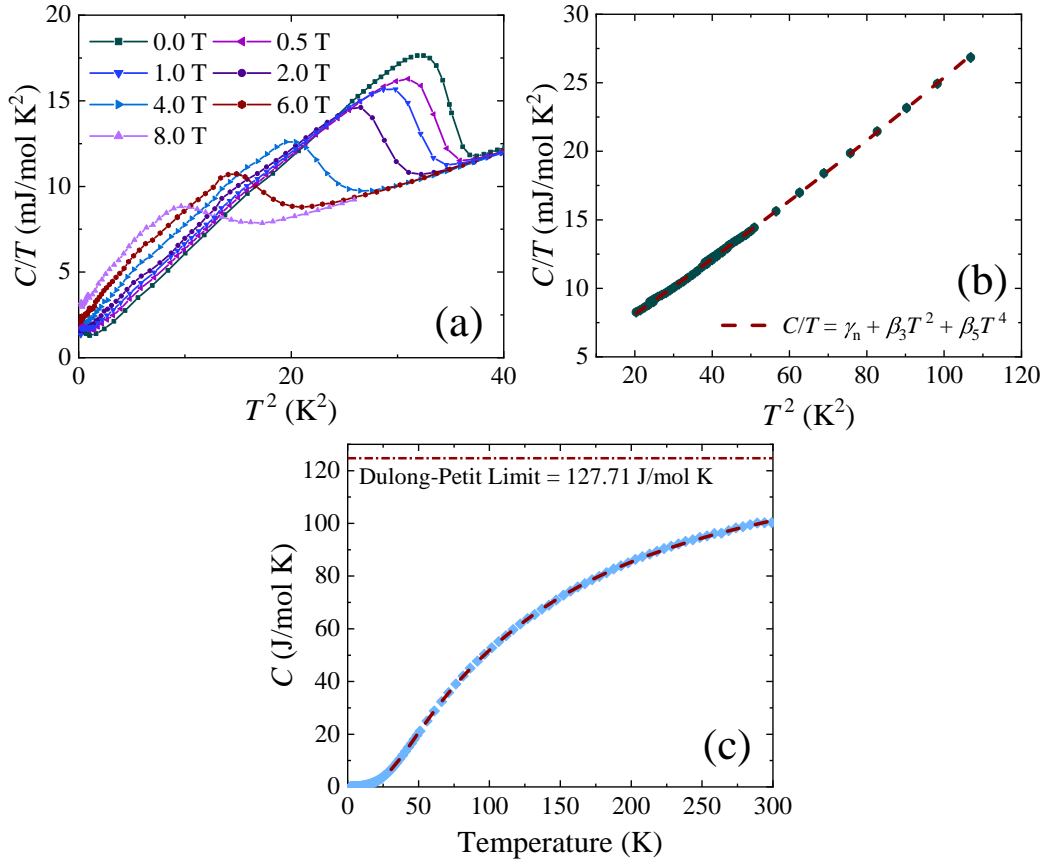 (a)
C/T (mJ/mol K²)
20
15
10
5
0
0.0 T 0.5 T
1.0 T 2.0 T
4.0 T 6.0 T
8.0 T
0 20 40
T² (K²)
(b)
C/T (mJ/mol K²)
30
25
20
15
10
5
C/T = γₙ + β₃T² + β₅T⁴
20 40 60 80 100 120
T² (K²)
(c)
C (J/mol K)
120
100
80
60
40
20
0
Dulong-Petit Limit = 127.71 J/mol K
0 50 100 150 200 250 300
Temperature (K)